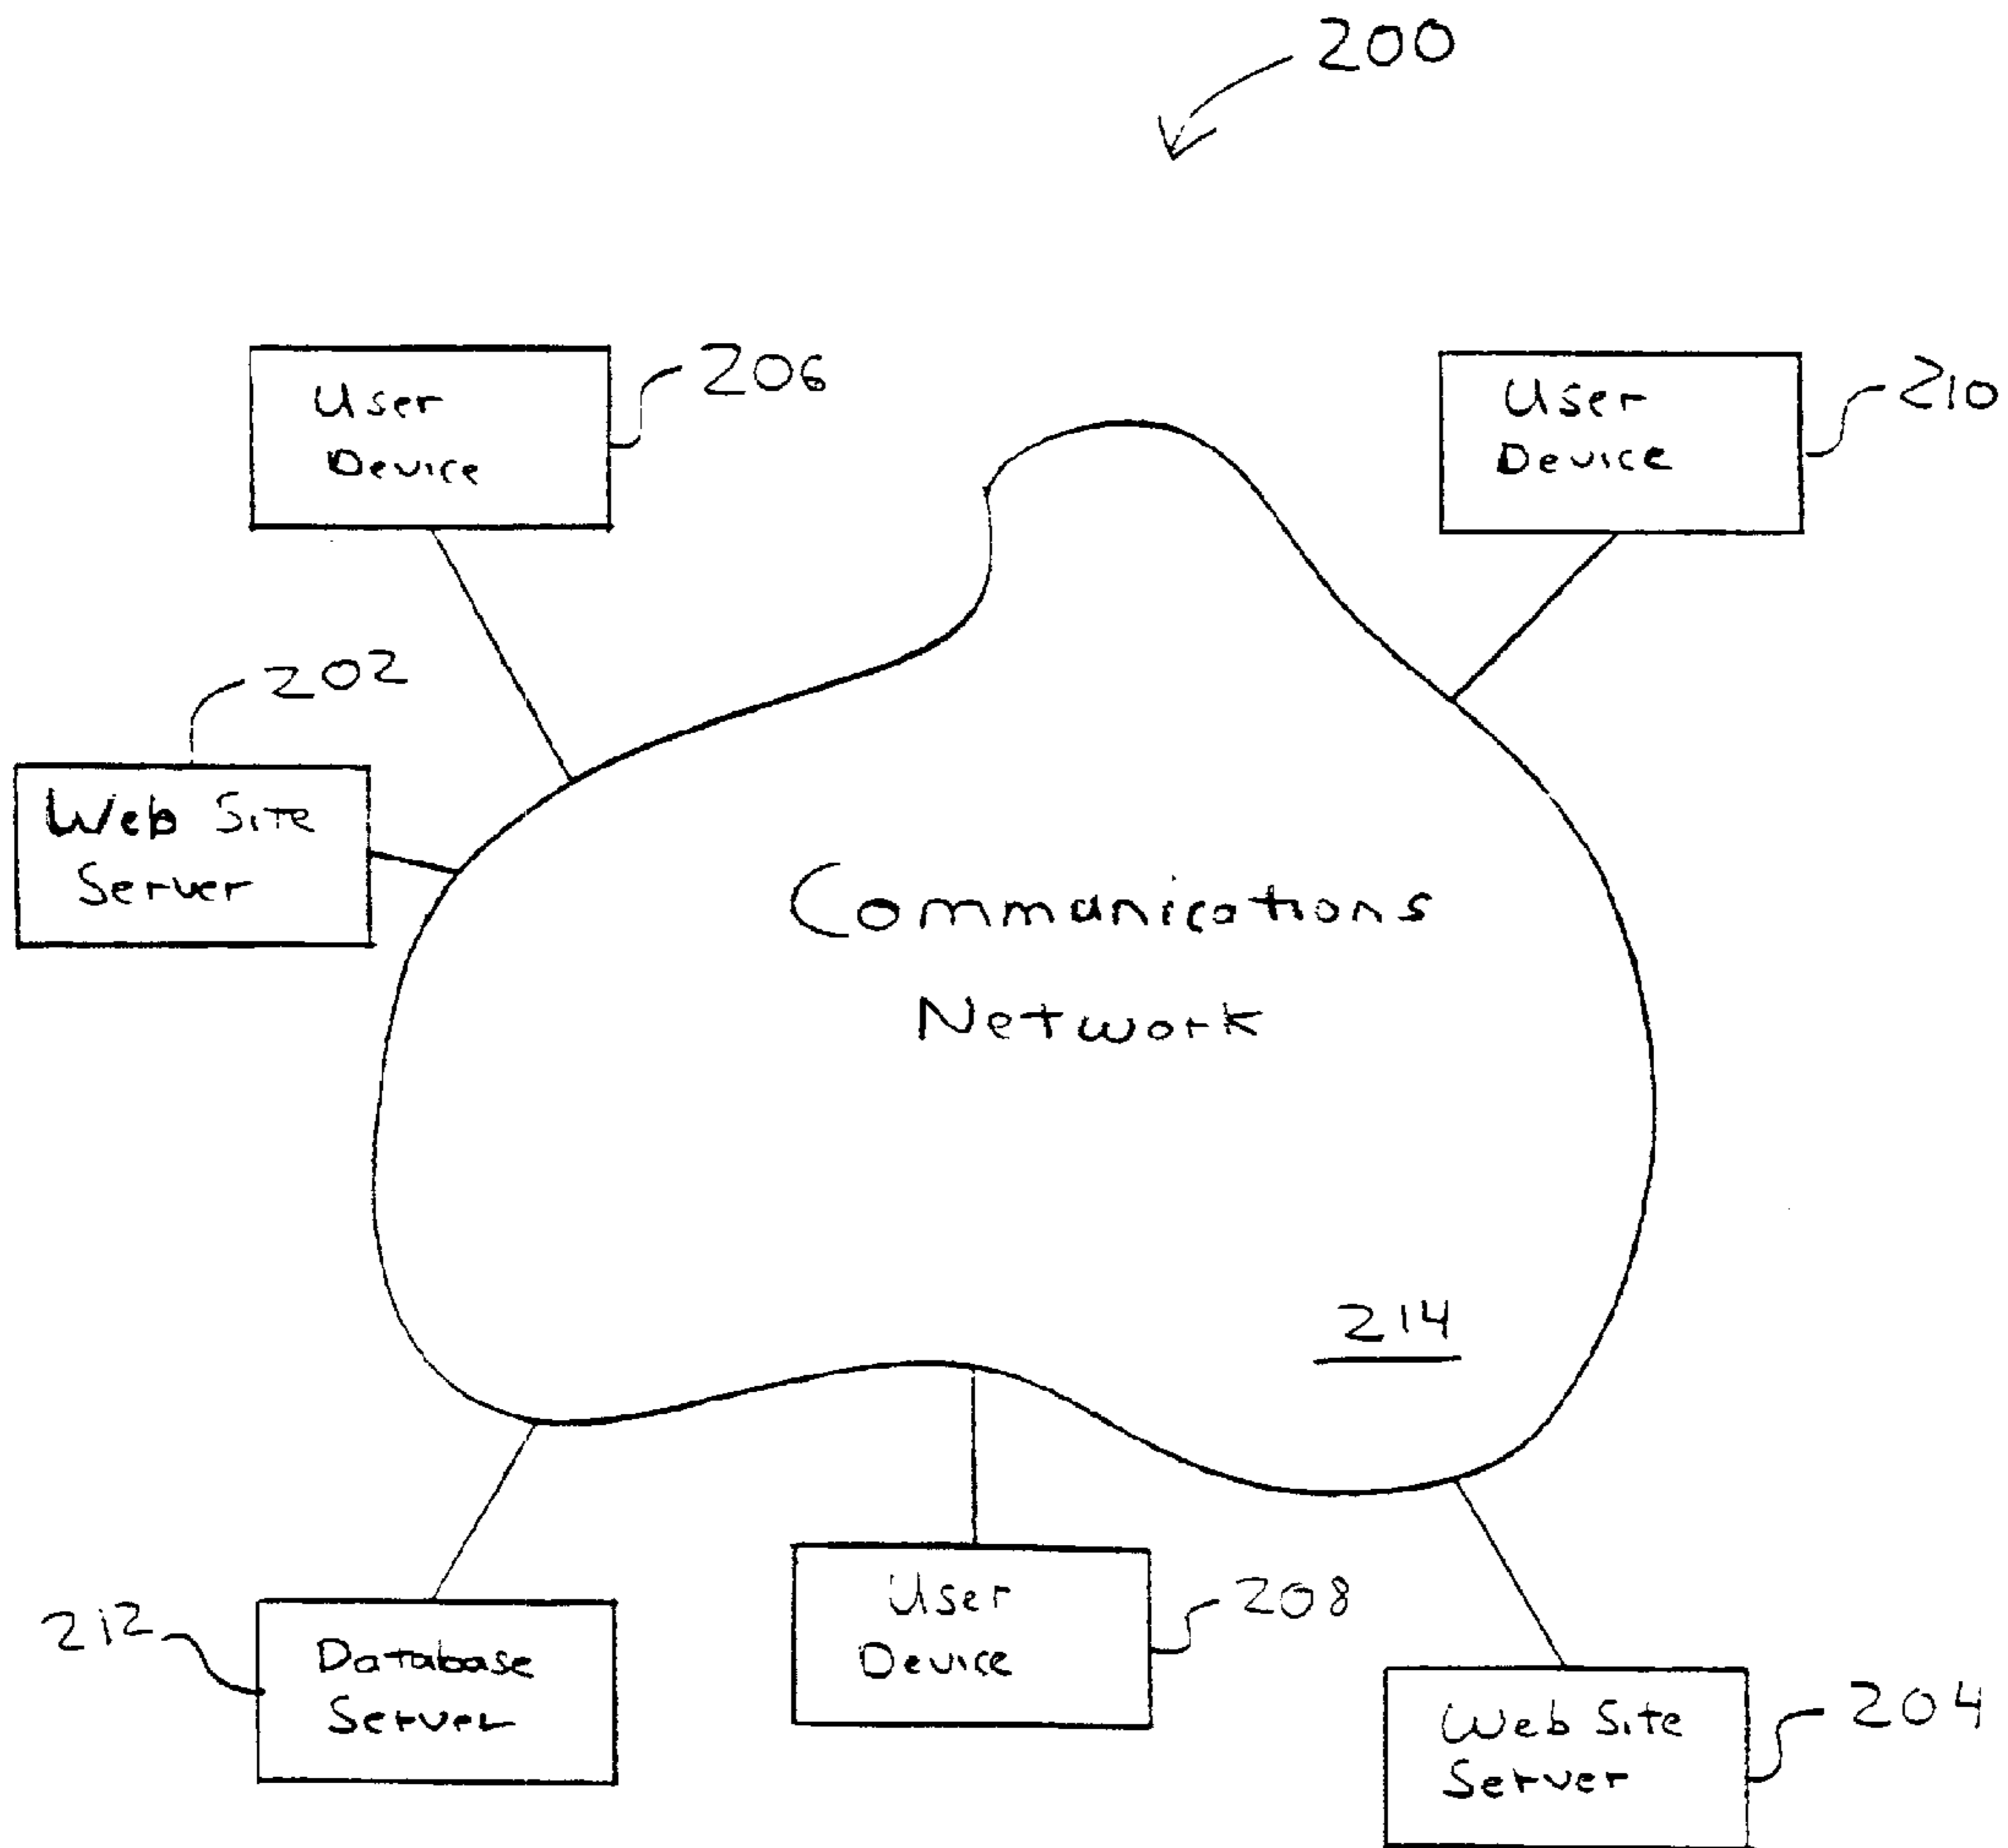 200
User
Device
206
User
Device
210
202
Web Site
Server
Communications
Network
214
212
Database
Server
User
Device
208
Web Site
Server
204